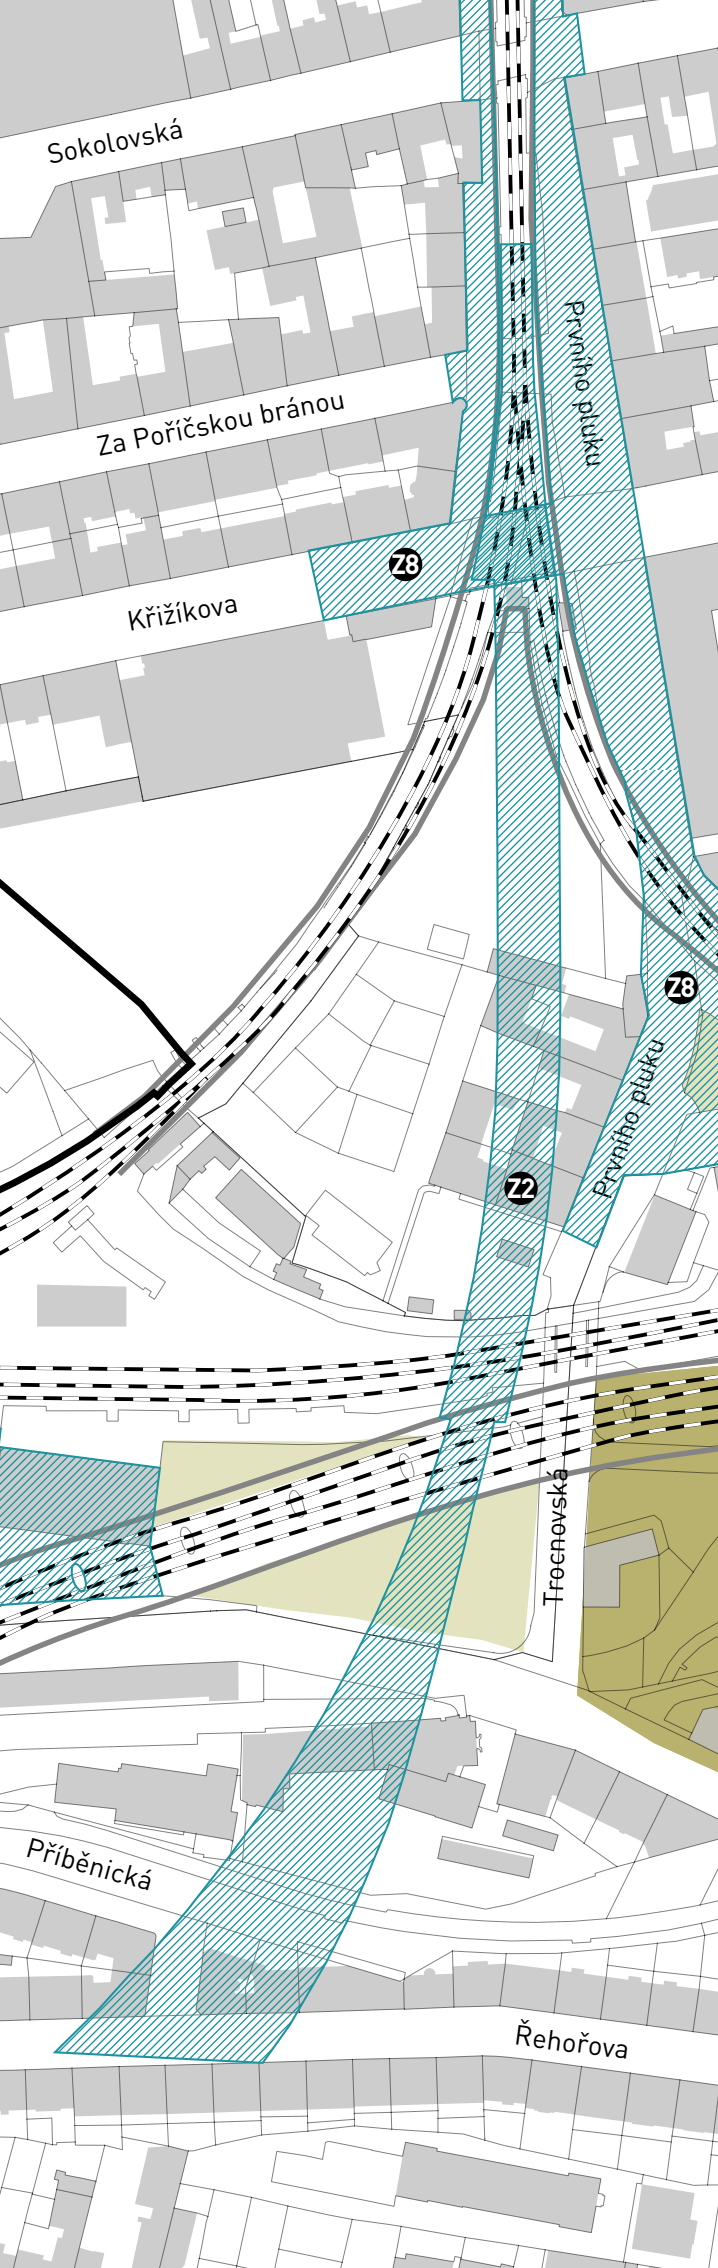 Sokolovská
Prvního pluku
Za Poříčskou bránou
Z8
Křižíkova
Z8
Prvního pluku
Z2
Trocnovská
Příběnická
Řehořova